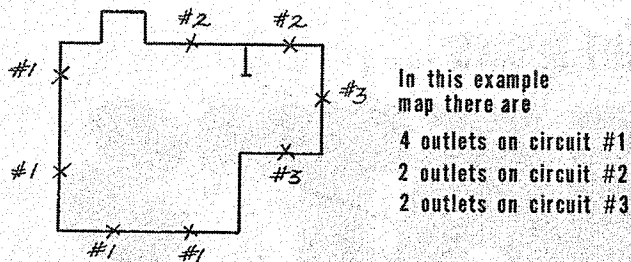 #2 #2
#1
#3
#1
#3
#1 #1
In this example
map there are
4 outlets on circuit #1
2 outlets on circuit #2
2 outlets on circuit #3